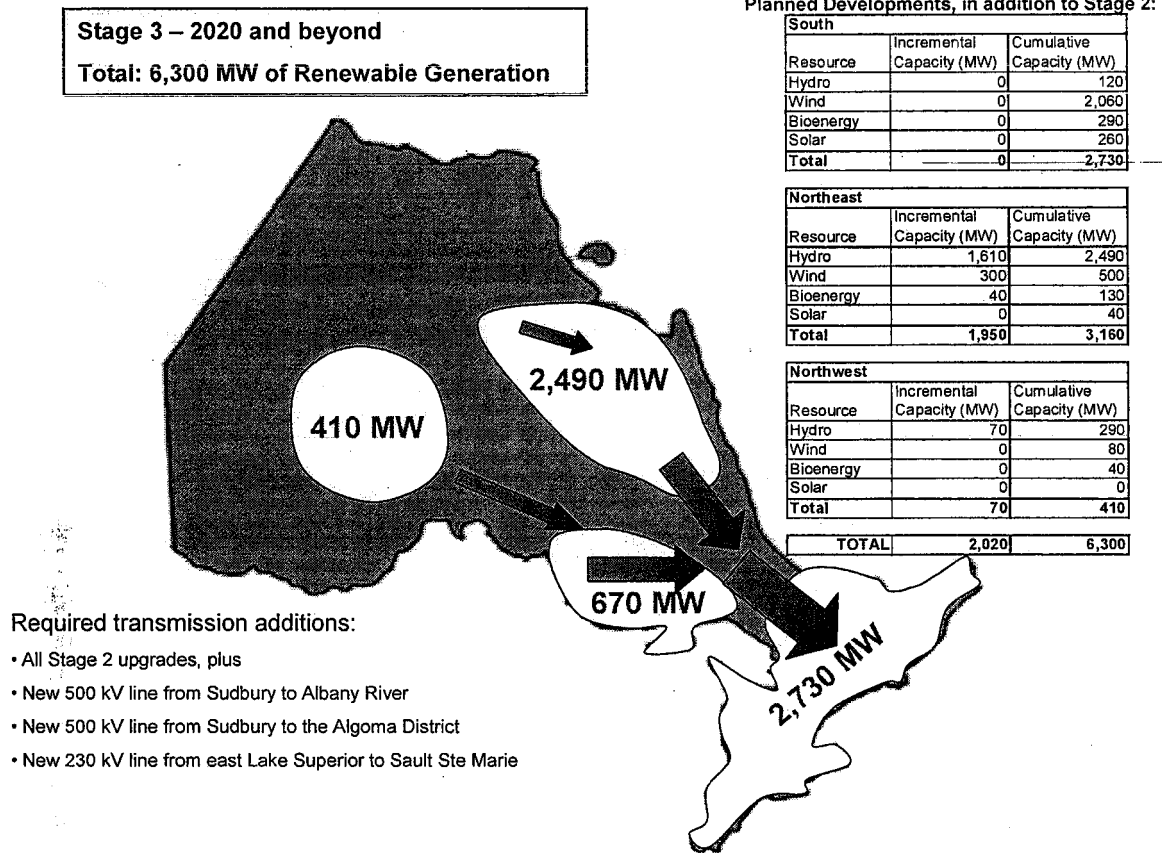 Stage 3 – 2020 and beyond
Total: 6,300 MW of Renewable Generation
Planned Developments, in addition to Stage 2:
South
Resource Incremental Capacity (MW) Cumulative Capacity (MW)
Hydro 0 120
Wind 0 2,060
Bioenergy 0 290
Solar 0 260
Total 0 2,730
Northeast
Resource Incremental Capacity (MW) Cumulative Capacity (MW)
Hydro 1,610 2,490
Wind 300 500
Bioenergy 40 130
Solar 0 40
Total 1,950 3,160
Northwest
Resource Incremental Capacity (MW) Cumulative Capacity (MW)
Hydro 70 290
Wind 0 80
Bioenergy 0 40
Solar 0 0
Total 70 410
TOTAL 2,020 6,300
2,490 MW
410 MW
670 MW
2,730 MW
Required transmission additions:
• All Stage 2 upgrades, plus
• New 500 kV line from Sudbury to Albany River
• New 500 kV line from Sudbury to the Algoma District
• New 230 kV line from east Lake Superior to Sault Ste Marie